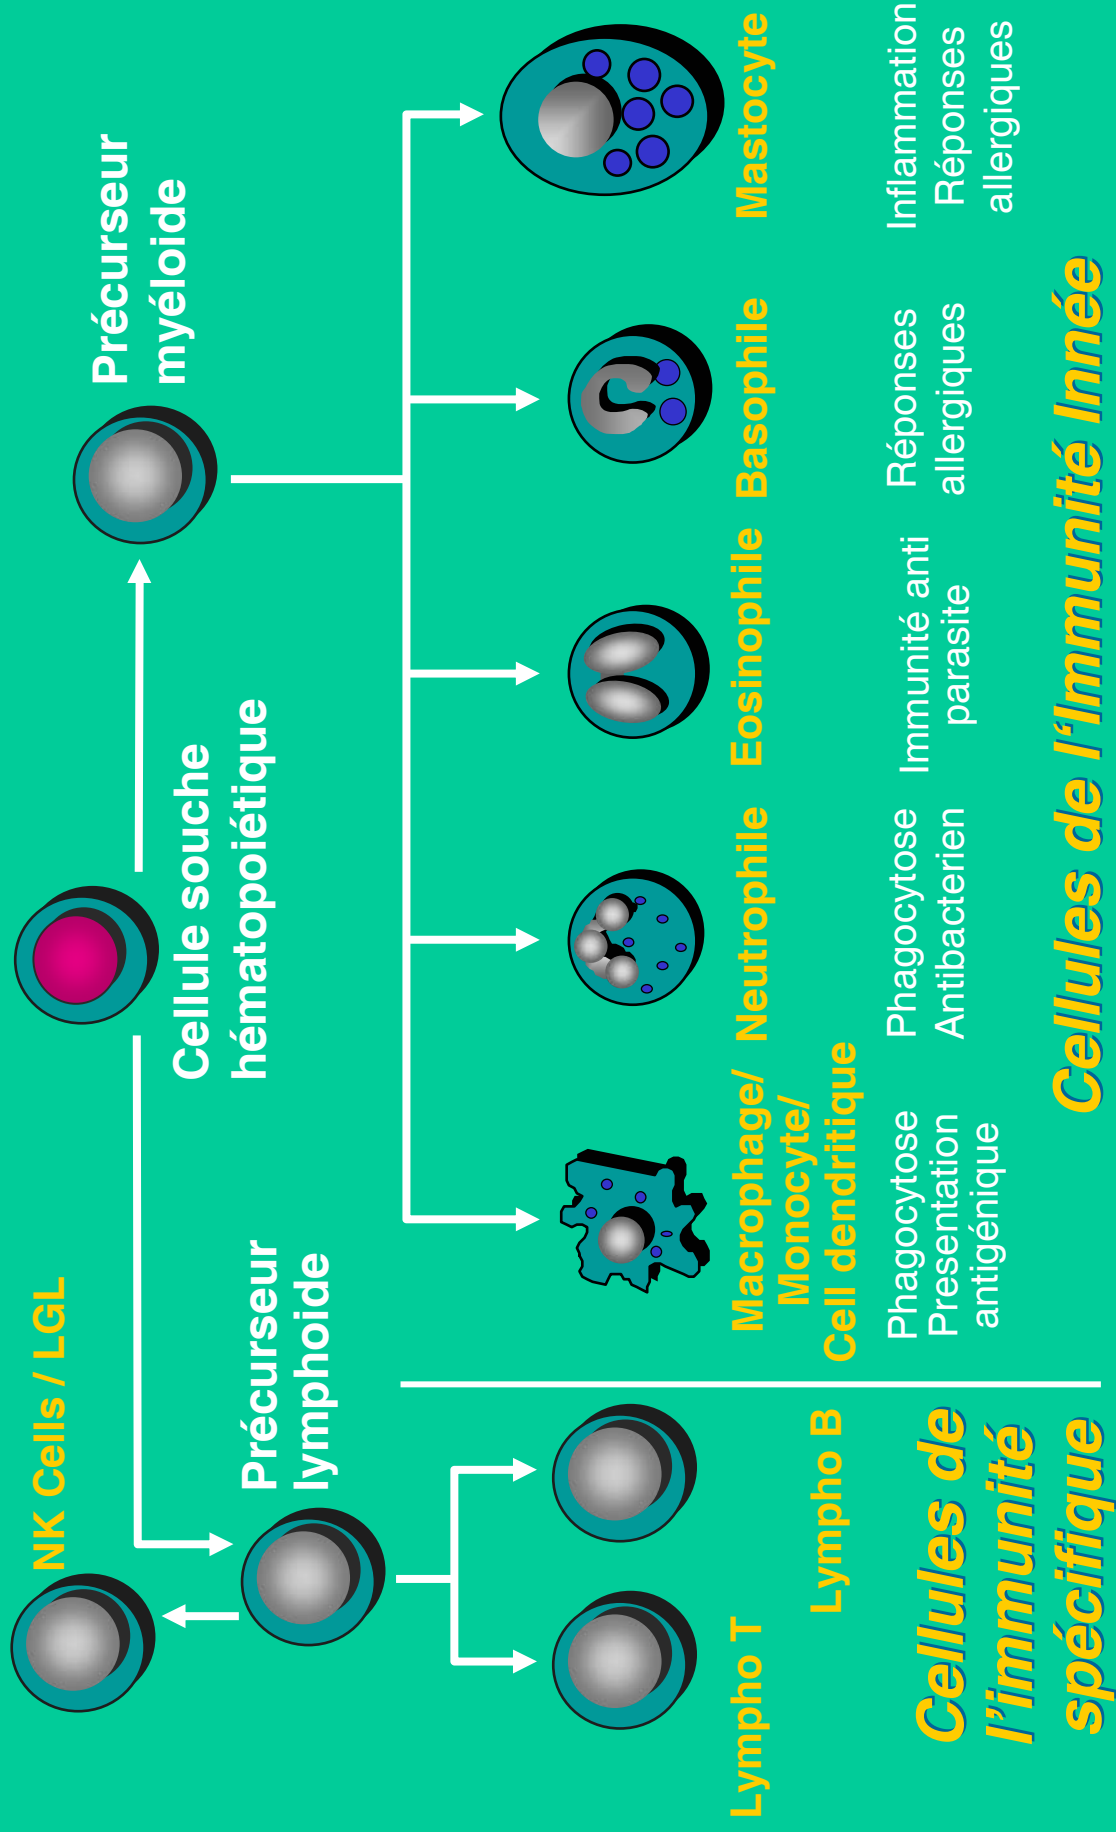 NK Cells / LGL
Cellule souche
hématopoiétique
Précurseur
myéloide
Précurseur
lymphoide
Lympho T
Lympho B
Macrophage/
Monocyte/
Cell dendritique
Neutrophile
Eosinophile
Basophile
Mastocyte
Phagocytose
Presentation
antigénique
Phagocytose
Antibacterien
Immunité anti
parasite
Réponses
allergiques
Inflammation
Réponses
allergiques
Cellules de
l'immunité
spécifique
Cellules de l‘Immunité Innée